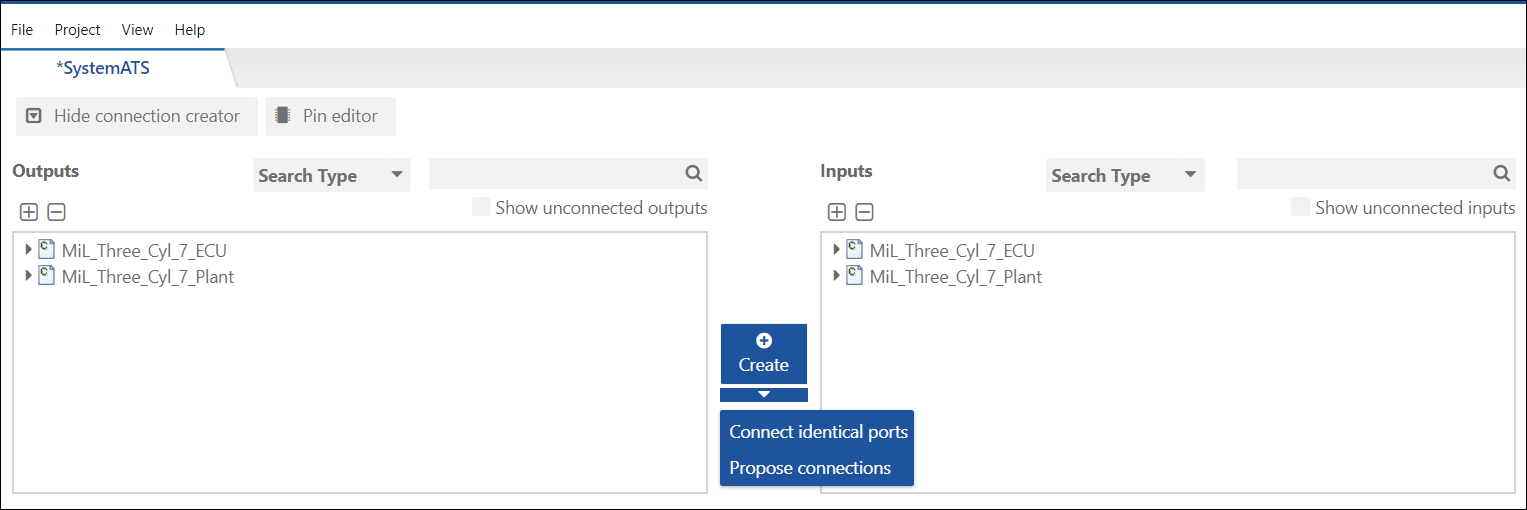 File Project View Help
*SystemATS
Hide connection creator Pin editor
Outputs Search Type
Show unconnected outputs
MiL_Three_Cyl_7_ECU
MiL_Three_Cyl_7_Plant
Create
Connect identical ports
Propose connections
Inputs Search Type
Show unconnected inputs
MiL_Three_Cyl_7_ECU
MiL_Three_Cyl_7_Plant